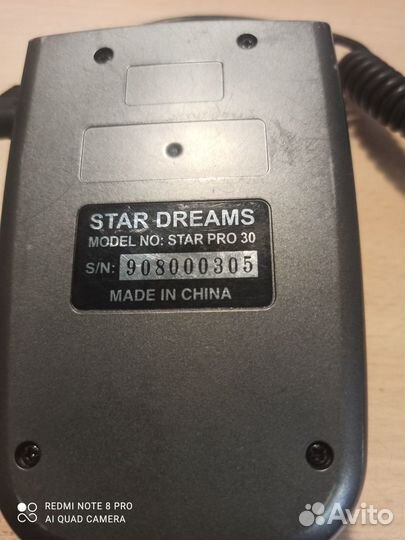 STAR DREAMS
MODEL NO: STAR PRO 30
S/N: 908000305
MADE IN CHINA
REDMI NOTE 8 PRO
AI QUAD CAMERA
Avito